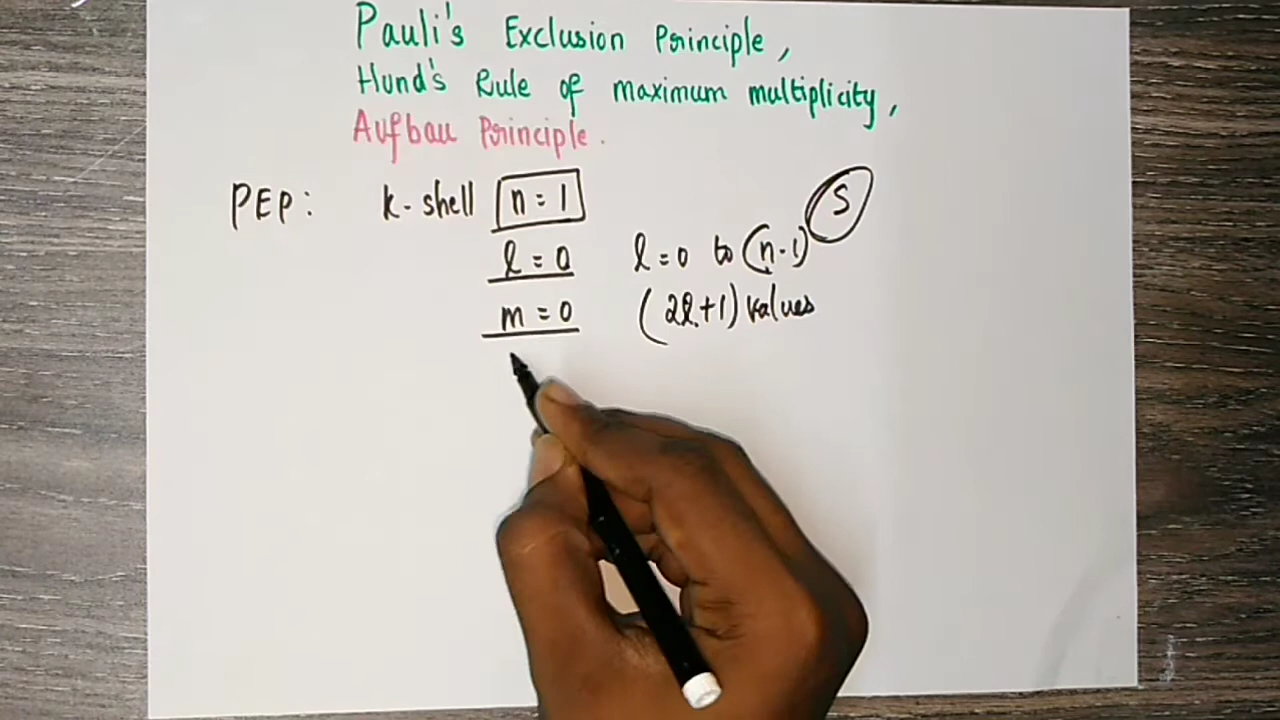 Pauli's Exclusion Principle,
Hund's Rule of maximum multiplicity,
Aufbau Principle.
PEP: K-shell n = 1 S
l = 0 l = 0 to (n-1)
m = 0 (2l+1) values